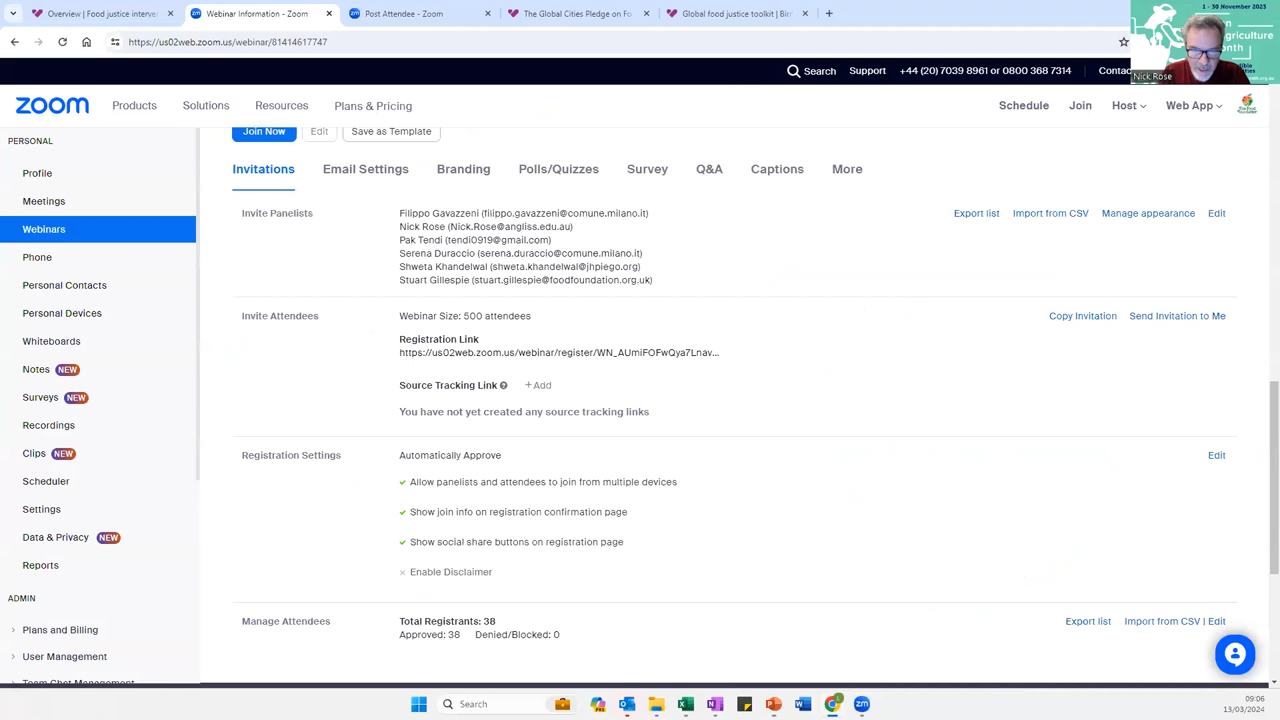 Overview | Food justice interver
Webinar Information - Zoom
Post Attendee - Zoom
The Global Cities Pledge on Fo
Global food justice toolkit | Birr
https://us02web.zoom.us/webinar/81414617747
1 - 30 November 2023
Agriculture
Nick Rose
Search
Support
+44 (20) 7039 8961 or 0800 368 7314
zoom
Products
Solutions
Resources
Plans & Pricing
Schedule
Join
Host
Web App
PERSONAL
Profile
Meetings
Webinars
Phone
Personal Contacts
Personal Devices
Whiteboards
Notes NEW
Surveys NEW
Recordings
Clips NEW
Scheduler
Settings
Data & Privacy NEW
Reports
ADMIN
Plans and Billing
User Management
Team Chat Management
Join Now
Edit
Save as Template
Invitations
Email Settings
Branding
Polls/Quizzes
Survey
Q&A
Captions
More
Invite Panelists
Filippo Gavazzeni (filippo.gavazzeni@comune.milano.it)
Nick Rose (Nick.Rose@angliss.edu.au)
Pak Tendi (tendi0919@gmail.com)
Serena Duraccio (serena.duraccio@comune.milano.it)
Shweta Khandelwal (shweta.khandelwal@jhpiego.org)
Stuart Gillespie (stuart.gillespie@foodfoundation.org.uk)
Export list
Import from CSV
Manage appearance
Edit
Invite Attendees
Webinar Size: 500 attendees
Copy Invitation
Send Invitation to Me
Registration Link
https://us02web.zoom.us/webinar/register/WN_AUmiFOFwQya7Lnav...
Source Tracking Link
+ Add
You have not yet created any source tracking links
Registration Settings
Automatically Approve
Edit
Allow panelists and attendees to join from multiple devices
Show join info on registration confirmation page
Show social share buttons on registration page
Enable Disclaimer
Manage Attendees
Total Registrants: 38
Approved: 38 Denied/Blocked: 0
Export list
Import from CSV | Edit
Search
09:06
13/03/2024